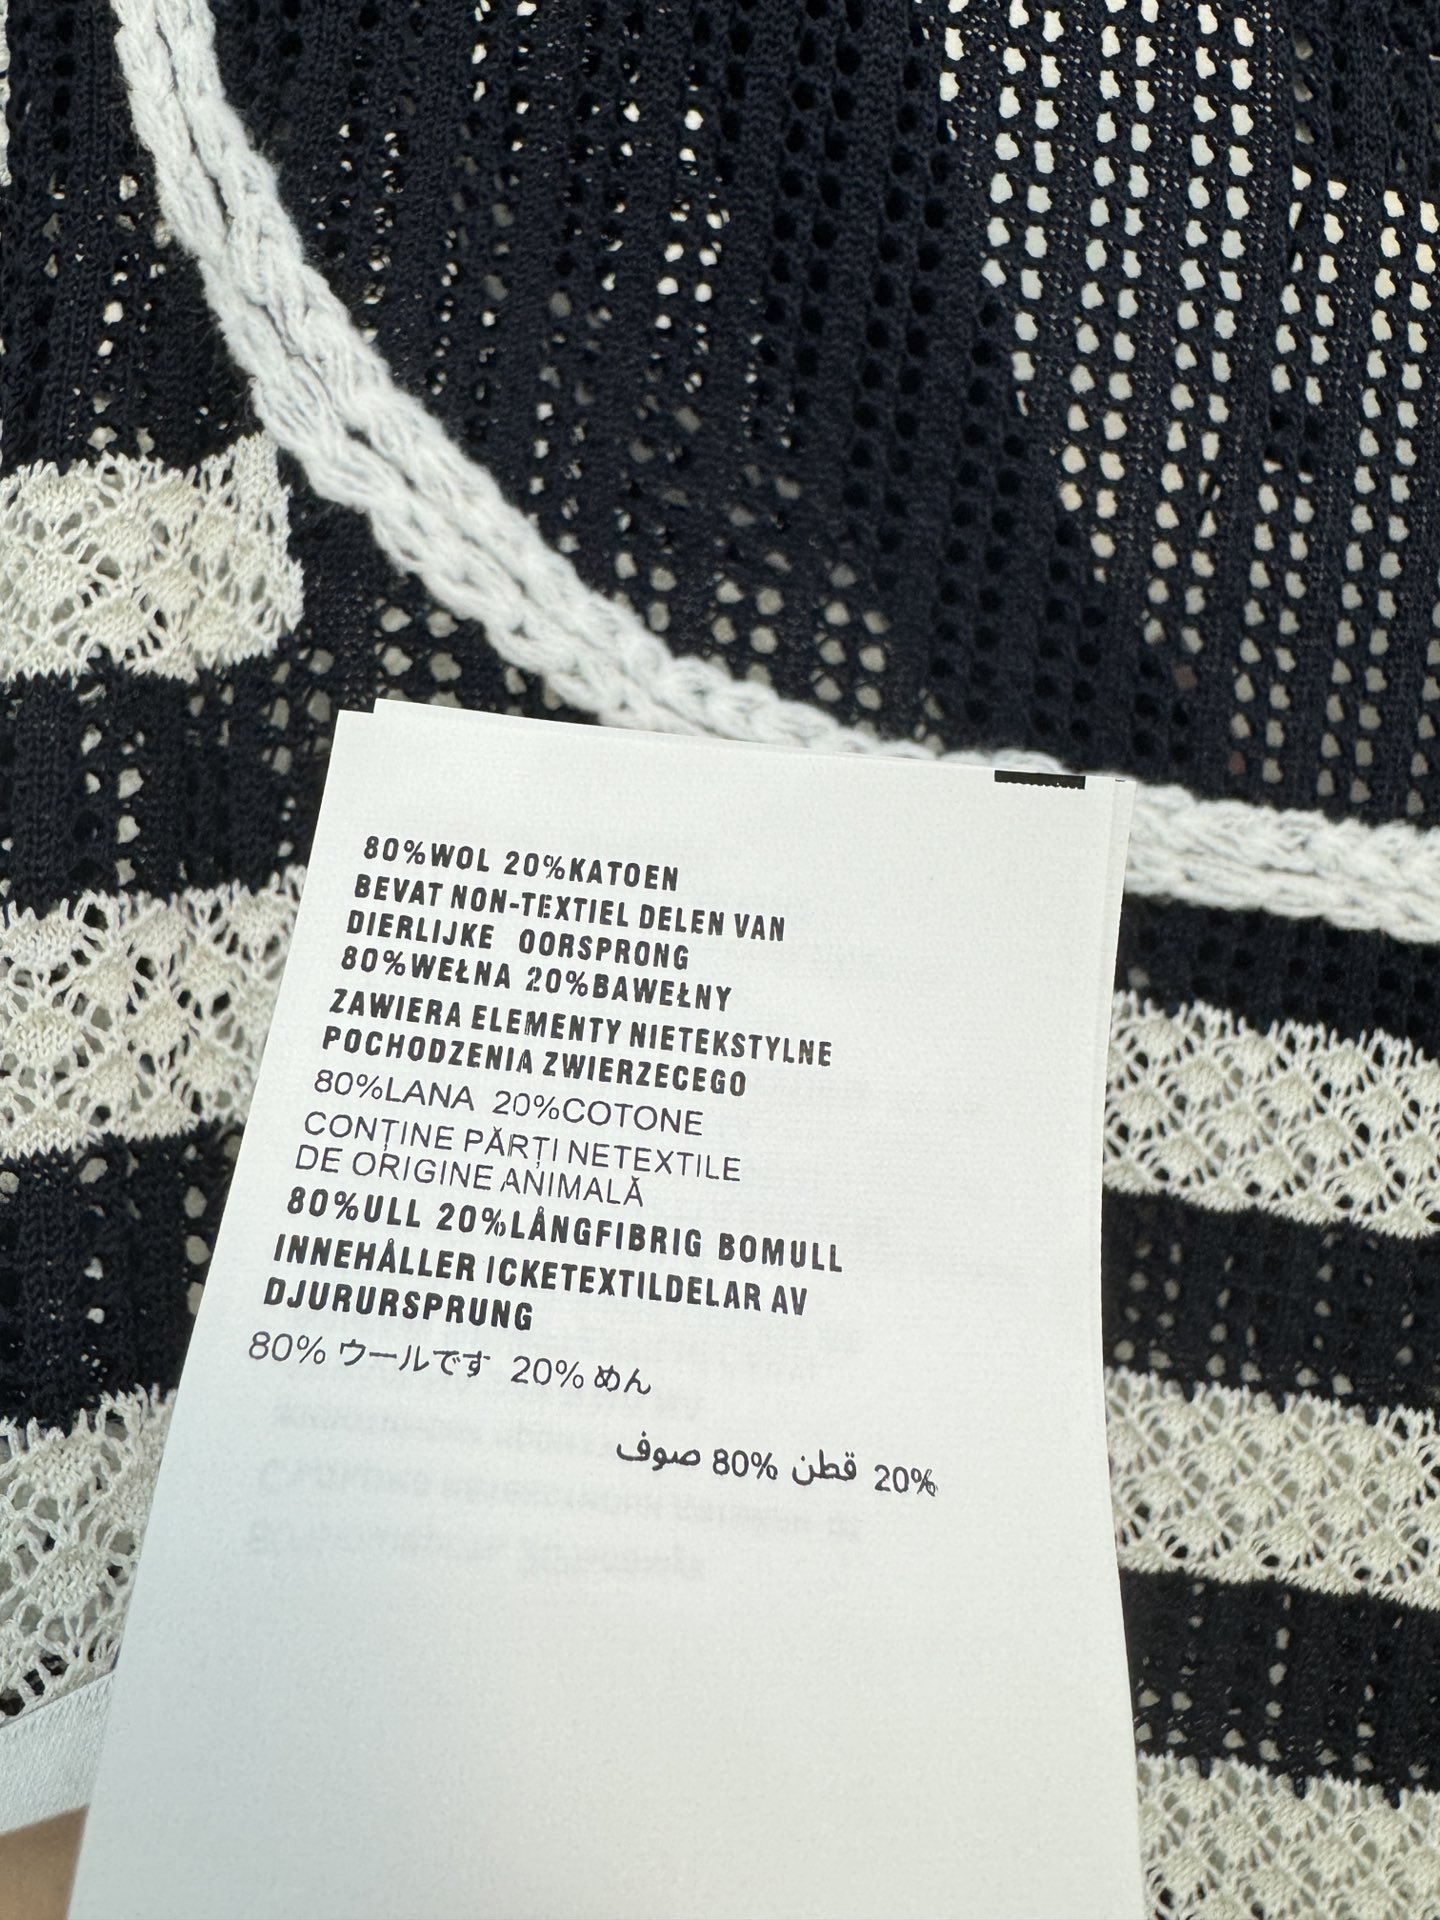 80%WOL 20%KATOEN
BEVAT NON-TEXTIEL DELEN VAN
DIERLIJKE OORSPRONG
80%WEŁNA 20%BAWEŁNY
ZAWIERA ELEMENTY NIETEKSTYLNE
POCHODZENIA ZWIERZECEGO
80%LANA 20%COTONE
CONȚINE PĂRȚI NETEXTILE
DE ORIGINE ANIMALĂ
80%ULL 20%LÅNGFIBRIG BOMULL
INNEHÅLLER ICKETEXTILDELAR AV
DJURURSPRUNG
80% ウールです 20% めん
20% قطن 80% صوف